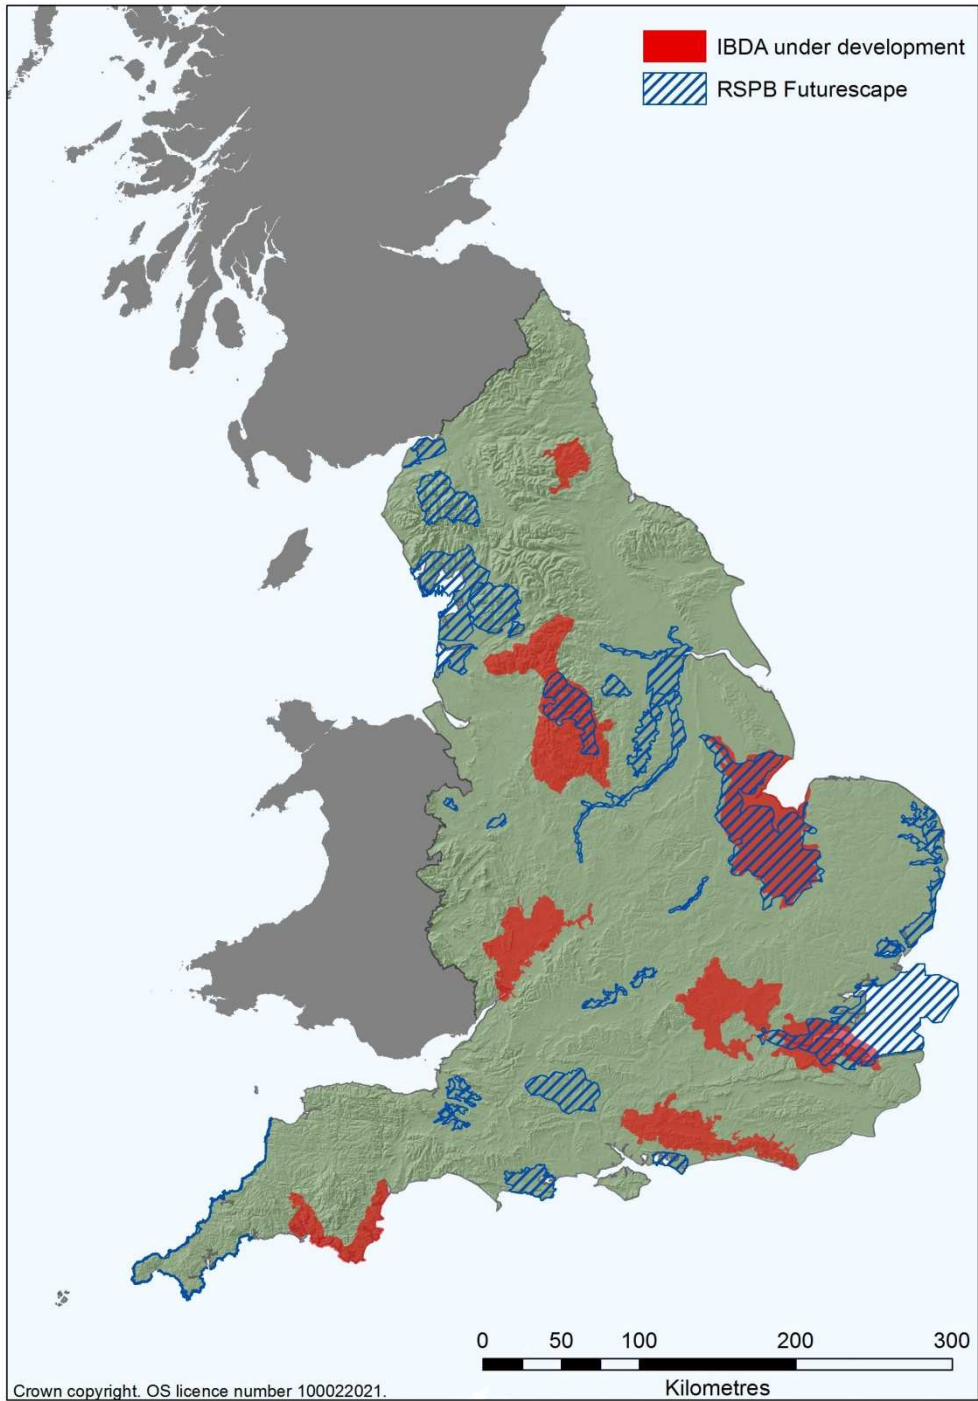 IBDA under development
RSPB Futurescape
0 50 100 200 300
Kilometres
Crown copyright. OS licence number 100022021.